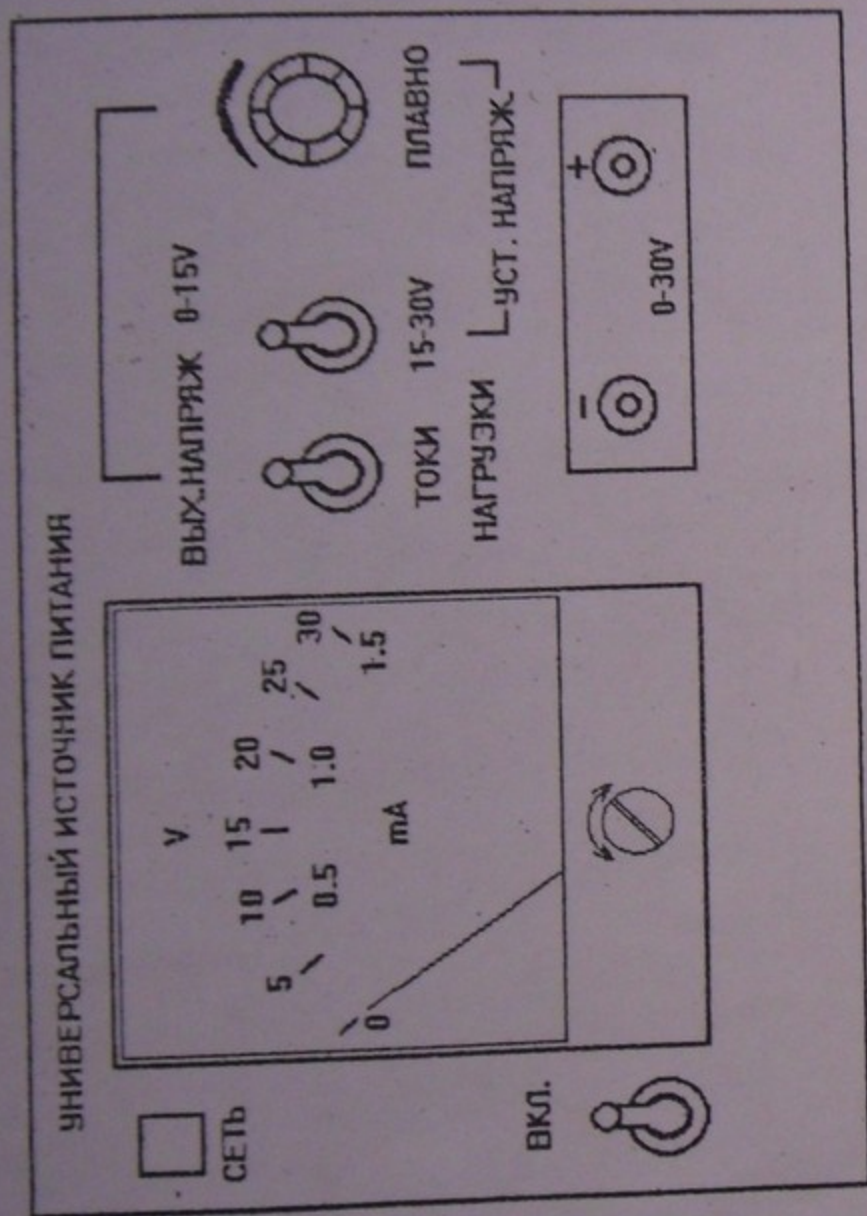 УНИВЕРСАЛЬНЫЙ ИСТОЧНИК ПИТАНИЯ
СЕТЬ
V
5 10 15 20 25 30
0 0.5 1.0 1.5
mA
ВКЛ.
ВЫХ.НАПРЯЖ 0-15V
ТОКИ 15-30V ПЛАВНО
НАГРУЗКИ УСТ. НАПРЯЖ.
- +
0-30V